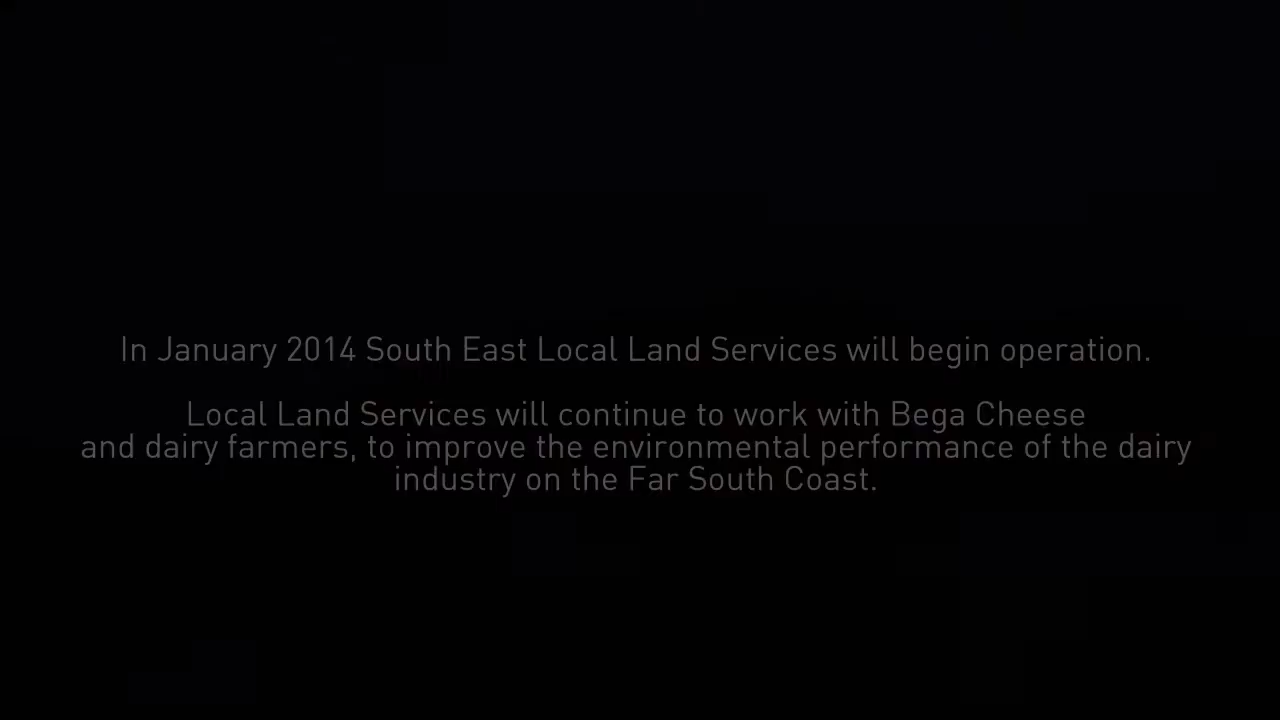 In January 2014 South East Local Land Services will begin operation.
Local Land Services will continue to work with Bega Cheese
and dairy farmers, to improve the environmental performance of the dairy
industry on the Far South Coast.